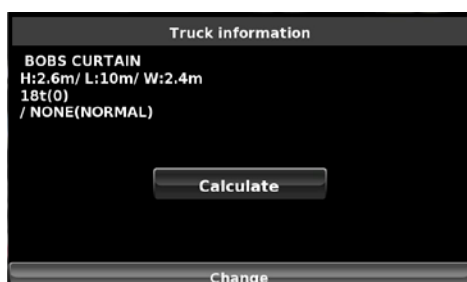 Truck information
BOBS CURTAIN
H:2.6m/ L:10m/ W:2.4m
18t(0)
/ NONE(NORMAL)
Calculate
Change